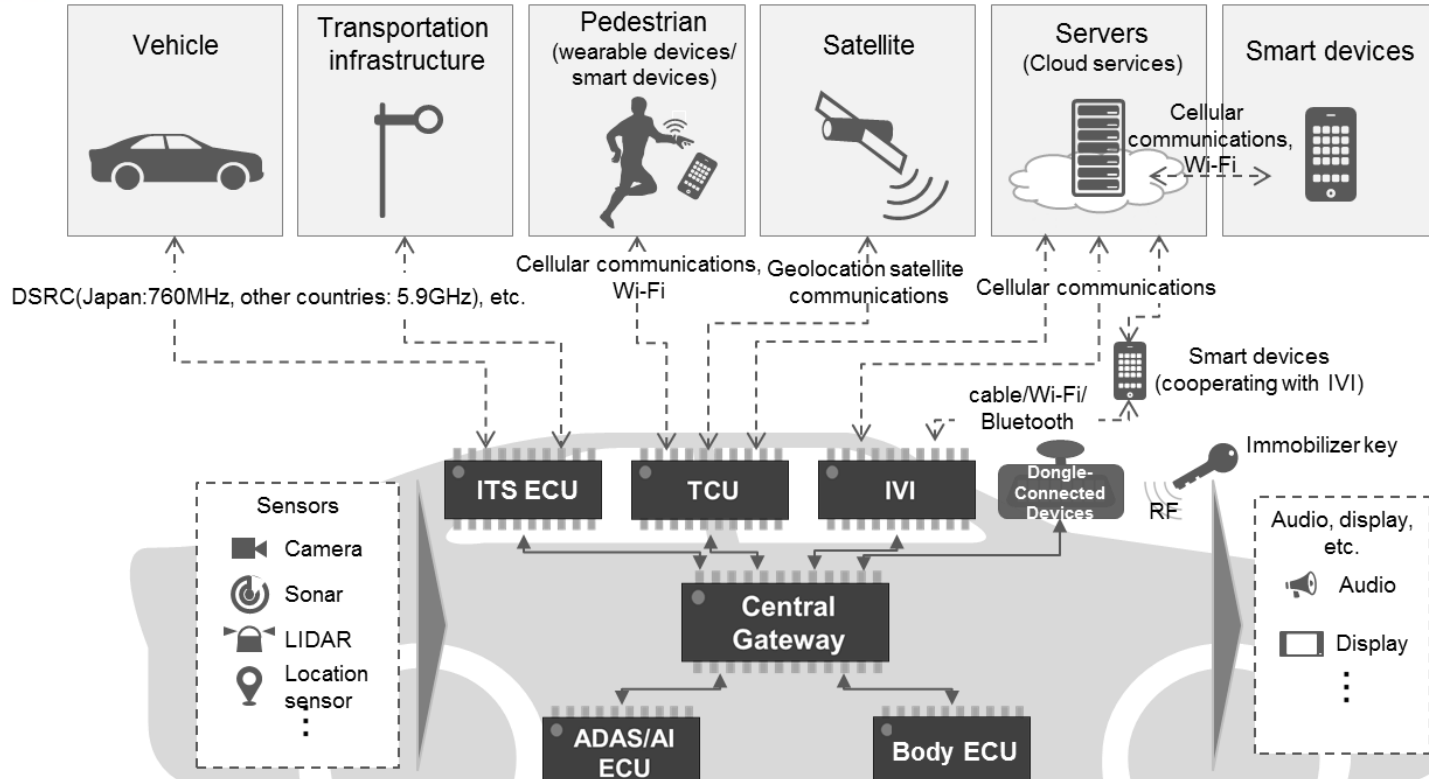 Vehicle
Transportation
infrastructure
Pedestrian
(wearable devices/
smart devices)
Satellite
Servers
(Cloud services)
Smart devices
Cellular
communications,
Wi-Fi
DSRC(Japan:760MHz, other countries: 5.9GHz), etc.
Cellular communications,
Wi-Fi
Geolocation satellite
communications
Cellular communications
Smart devices
(cooperating with IVI)
cable/Wi-Fi/
Bluetooth
Immobilizer key
RF
ITS ECU
TCU
IVI
Dongle-
Connected
Devices
Sensors
Camera
Sonar
LIDAR
Location
sensor
Central
Gateway
Audio, display,
etc.
Audio
Display
ADAS/AI
ECU
Body ECU